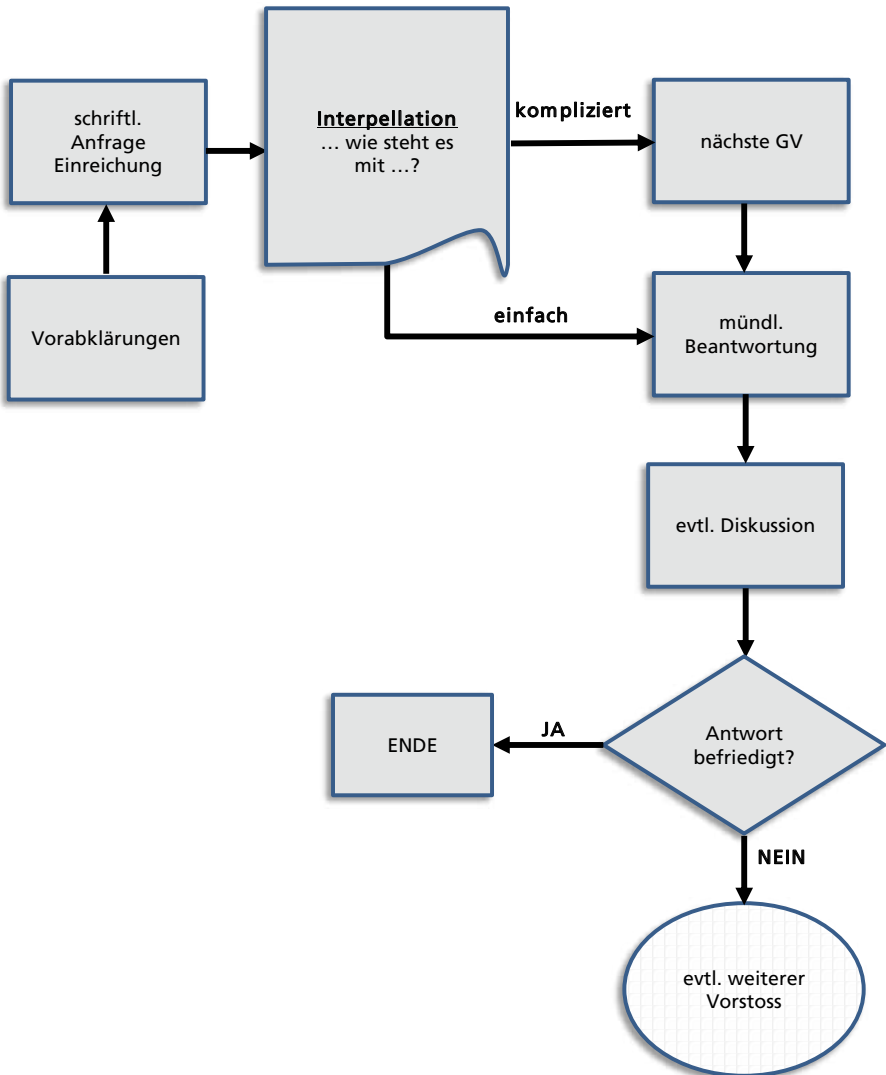 schriftl.
Anfrage
Einreichung
Vorabklärungen
Interpellation
… wie steht es
mit …?
kompliziert
einfach
nächste GV
mündl.
Beantwortung
evtl. Diskussion
Antwort
befriedigt?
JA
ENDE
NEIN
evtl. weiterer
Vorstoss